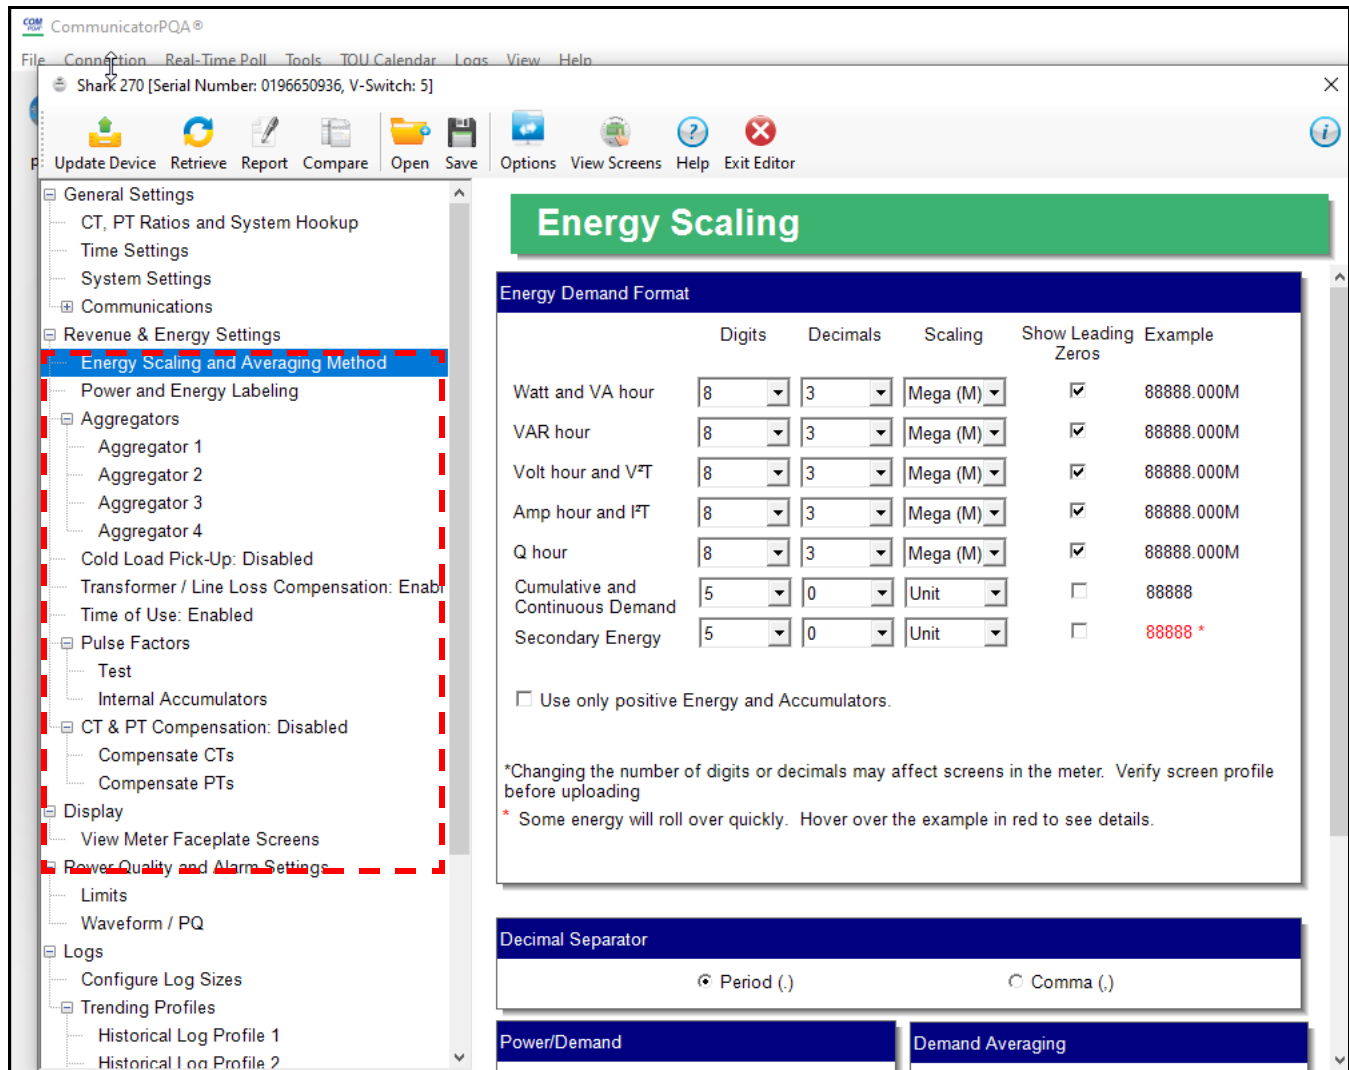 COM
PQA
CommunicatorPQA®
File Connection Real-Time Poll Tools TOU Calendar Logs View Help
Shark 270 [Serial Number: 0196650936, V-Switch: 5]
Update Device Retrieve Report Compare Open Save Options View Screens Help Exit Editor
General Settings
CT, PT Ratios and System Hookup
Time Settings
System Settings
Communications
Revenue & Energy Settings
Energy Scaling and Averaging Method
Power and Energy Labeling
Aggregators
Aggregator 1
Aggregator 2
Aggregator 3
Aggregator 4
Cold Load Pick-Up: Disabled
Transformer / Line Loss Compensation: Enabl
Time of Use: Enabled
Pulse Factors
Test
Internal Accumulators
CT & PT Compensation: Disabled
Compensate CTs
Compensate PTs
Display
View Meter Faceplate Screens
Power Quality and Alarm Settings
Limits
Waveform / PQ
Logs
Configure Log Sizes
Trending Profiles
Historical Log Profile 1
Historical Log Profile 2
Energy Scaling
Energy Demand Format
Digits Decimals Scaling Show Leading Zeros Example
Watt and VA hour 8 3 Mega (M) 88888.000M
VAR hour 8 3 Mega (M) 88888.000M
Volt hour and V²T 8 3 Mega (M) 88888.000M
Amp hour and I²T 8 3 Mega (M) 88888.000M
Q hour 8 3 Mega (M) 88888.000M
Cumulative and
Continuous Demand 5 0 Unit 88888
Secondary Energy 5 0 Unit 88888 *
Use only positive Energy and Accumulators.
*Changing the number of digits or decimals may affect screens in the meter. Verify screen profile
before uploading
* Some energy will roll over quickly. Hover over the example in red to see details.
Decimal Separator
Period (.) Comma (,)
Power/Demand Demand Averaging